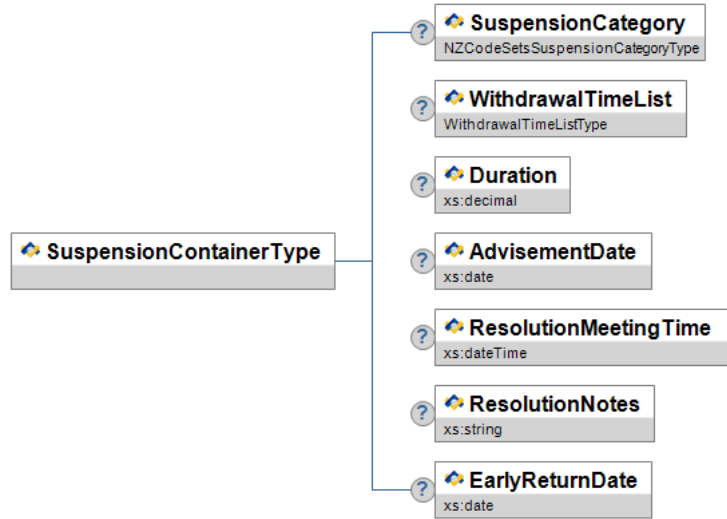 ?
SuspensionCategory
NZCodeSetsSuspensionCategoryType
?
WithdrawalTimeList
WithdrawalTimeListType
?
Duration
xs:decimal
SuspensionContainerType
?
AdvisementDate
xs:date
?
ResolutionMeetingTime
xs:dateTime
?
ResolutionNotes
xs:string
?
EarlyReturnDate
xs:date